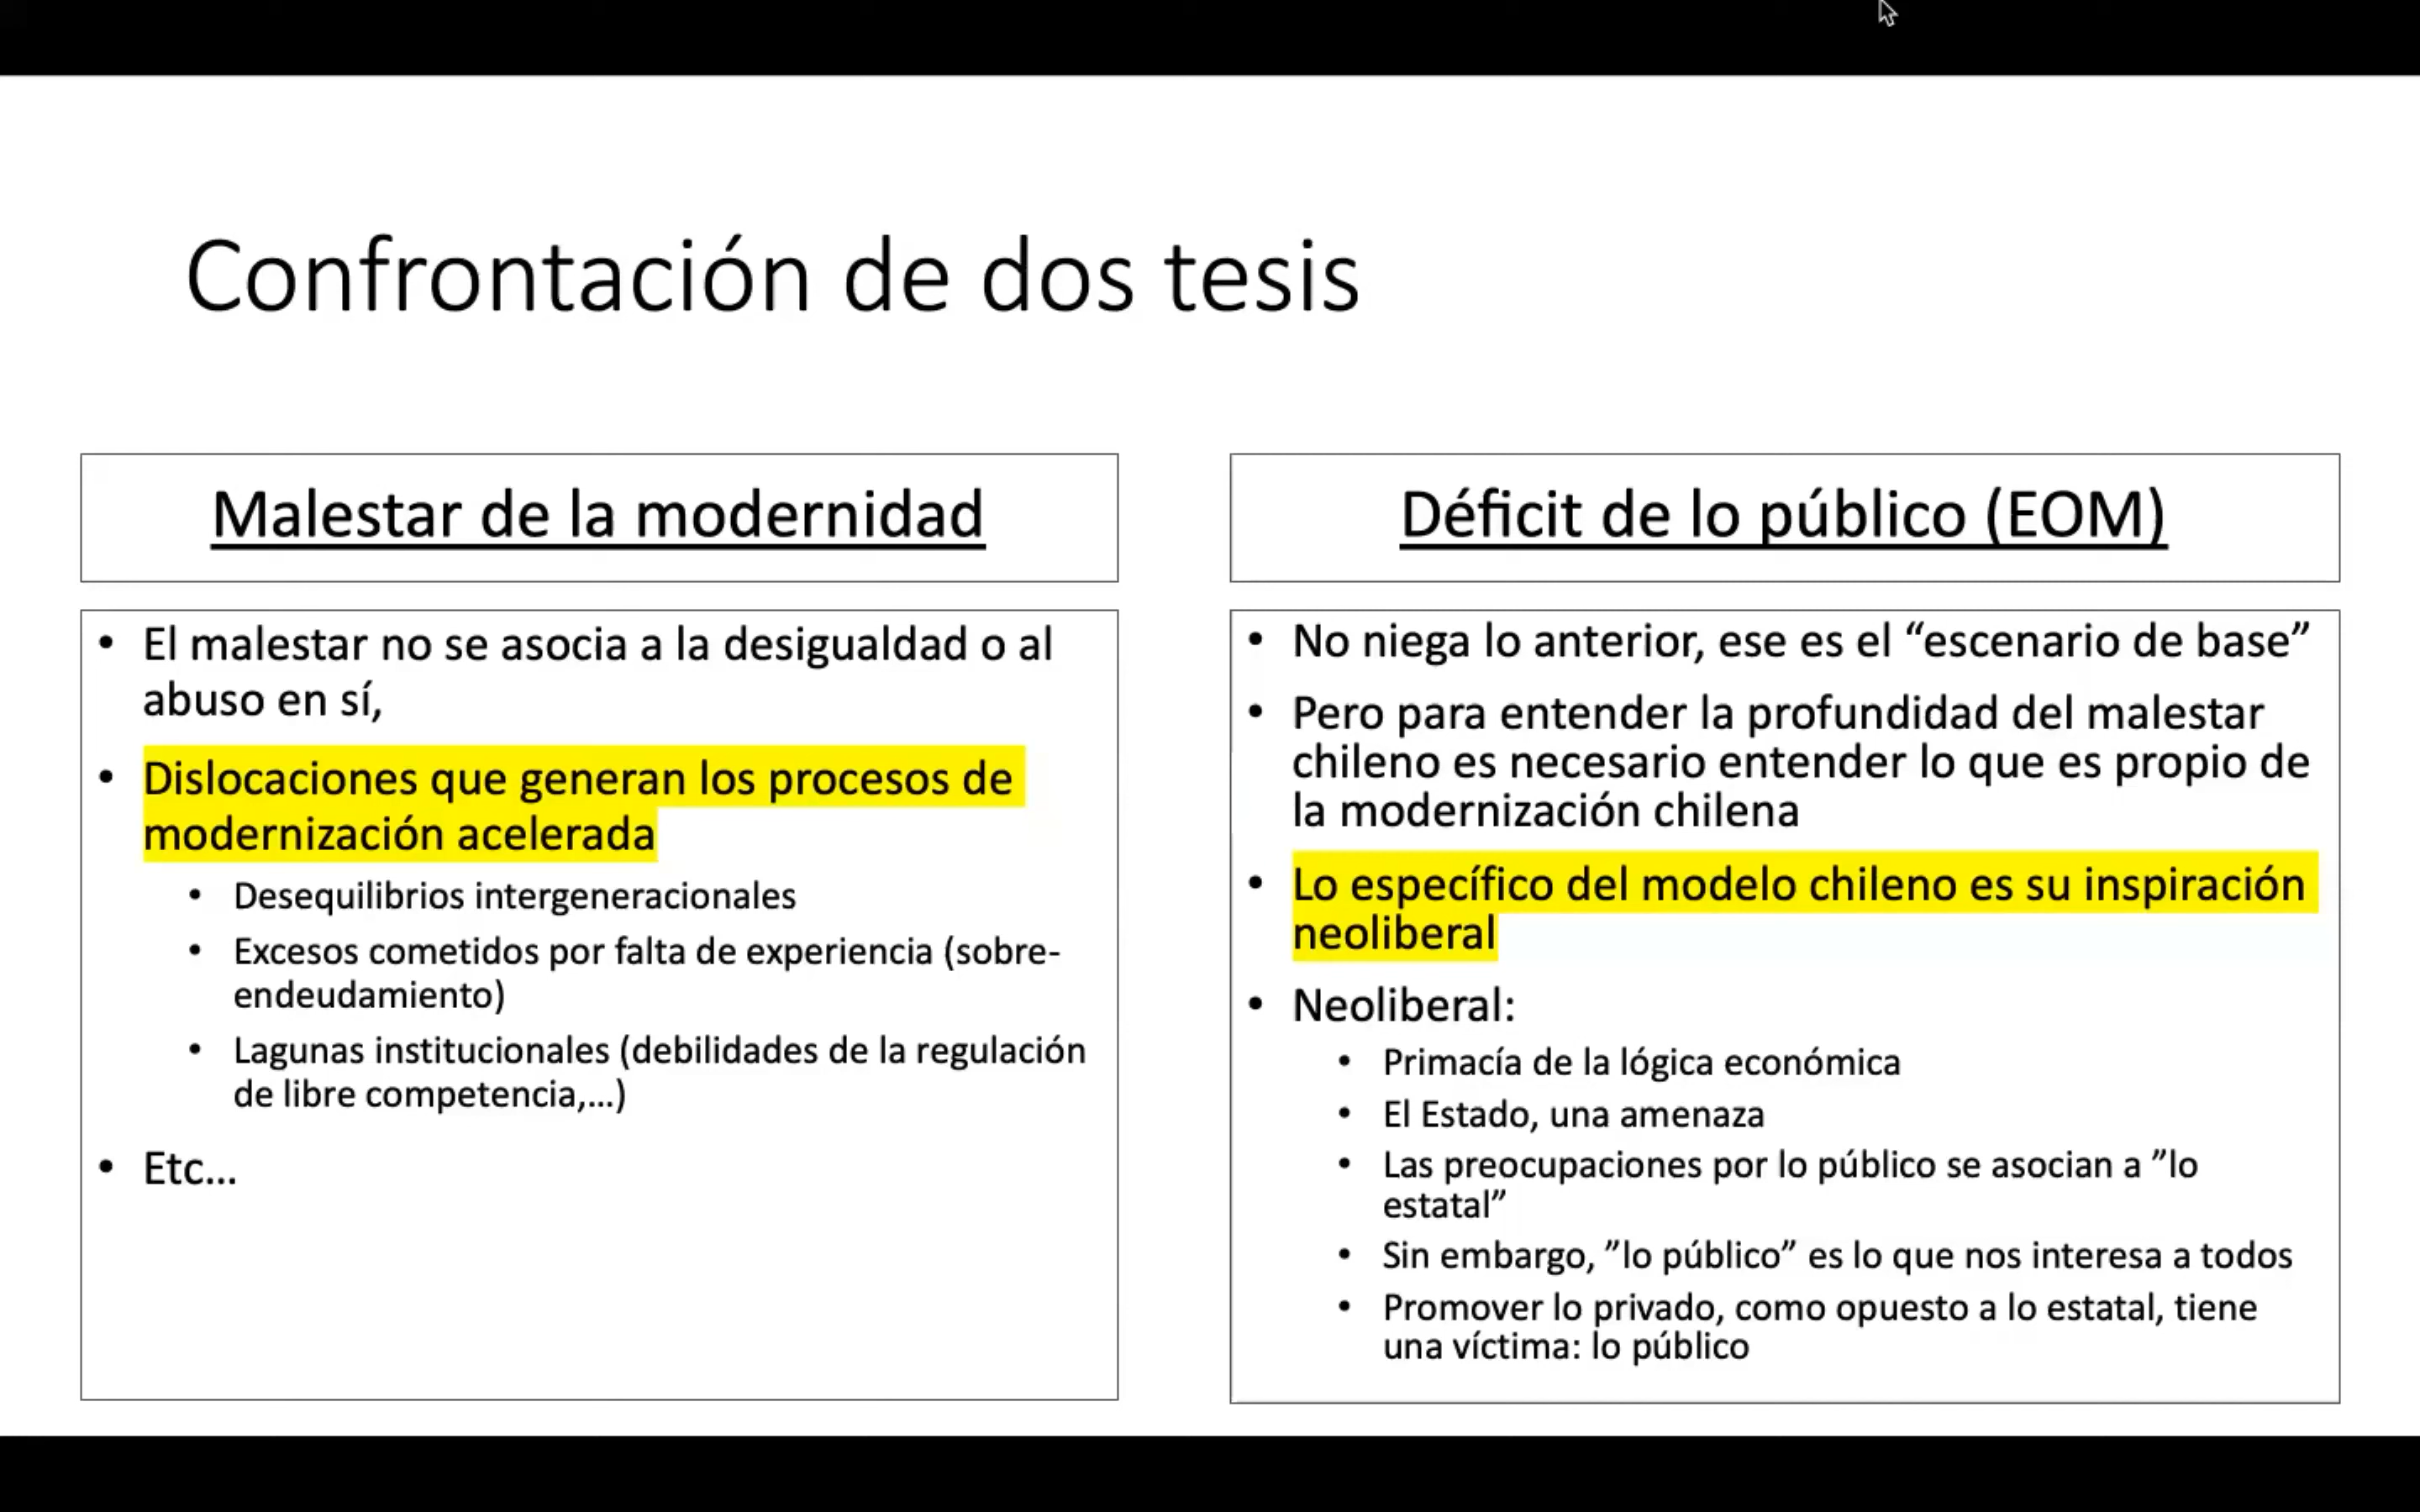 Confrontación de dos tesis
Malestar de la modernidad
• El malestar no se asocia a la desigualdad o al
abuso en sí,
• Dislocaciones que generan los procesos de
modernización acelerada
• Desequilibrios intergeneracionales
• Excesos cometidos por falta de experiencia (sobre-
endeudamiento)
• Lagunas institucionales (debilidades de la regulación
de libre competencia,...)
• Etc...
Déficit de lo público (EOM)
• No niega lo anterior, ese es el “escenario de base”
• Pero para entender la profundidad del malestar
chileno es necesario entender lo que es propio de
la modernización chilena
• Lo específico del modelo chileno es su inspiración
neoliberal
• Neoliberal:
• Primacía de la lógica económica
• El Estado, una amenaza
• Las preocupaciones por lo público se asocian a ”lo
estatal”
• Sin embargo, ”lo público” es lo que nos interesa a todos
• Promover lo privado, como opuesto a lo estatal, tiene
una víctima: lo público